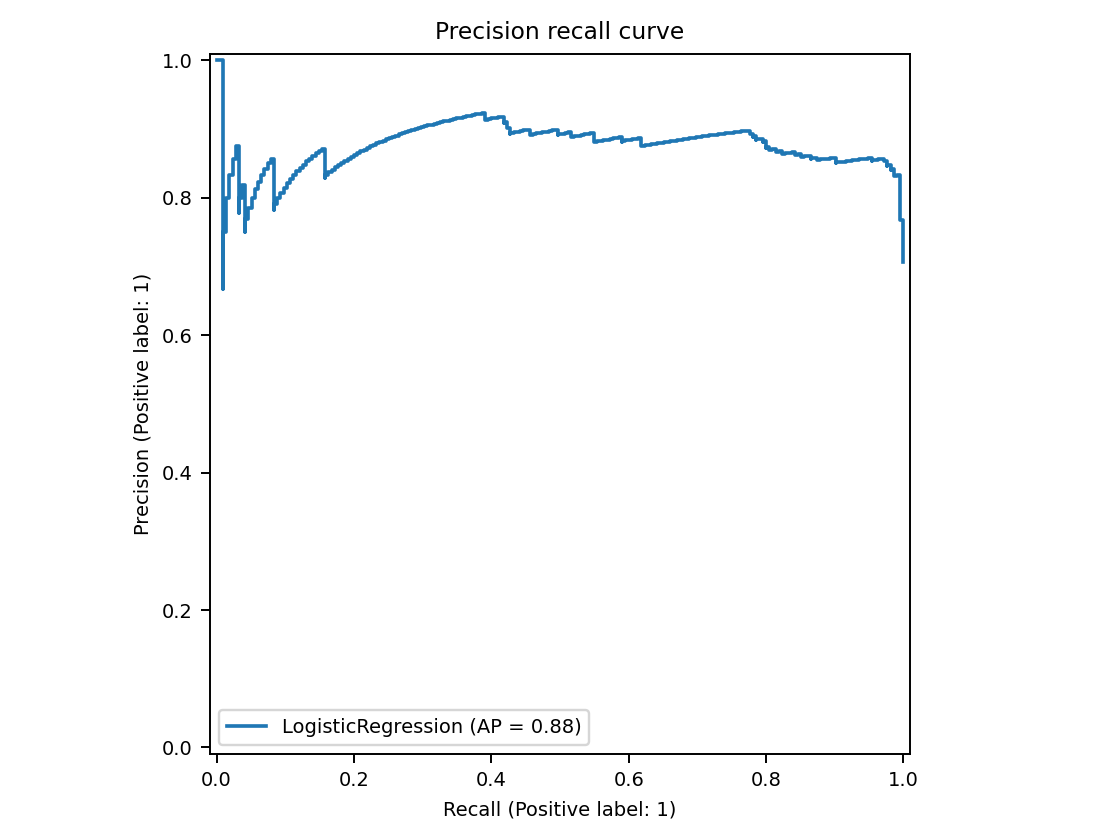 Precision recall curve
1.0
0.8
0.6
0.4
0.2
0.0
Precision (Positive label: 1)
LogisticRegression (AP = 0.88)
0.0 0.2 0.4 0.6 0.8 1.0
Recall (Positive label: 1)